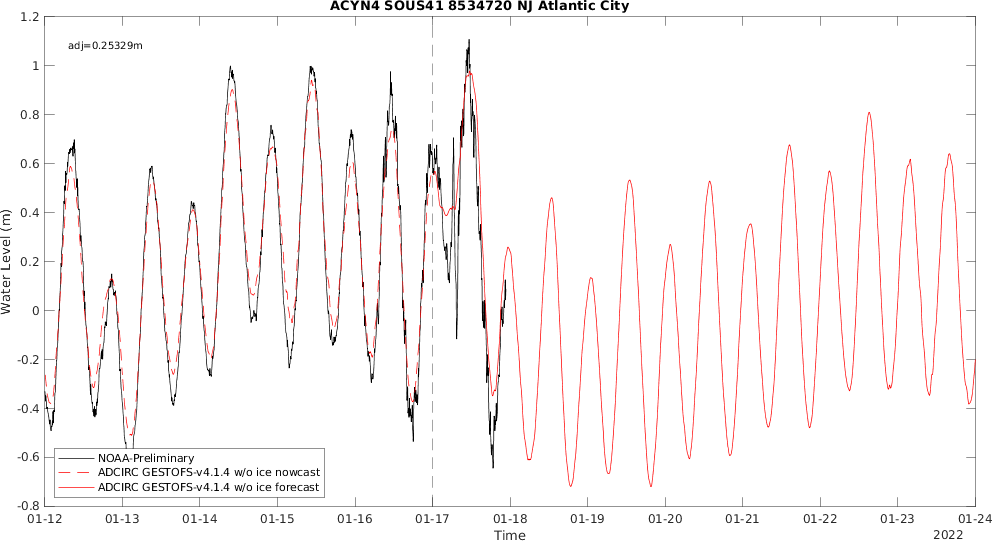 ACYN4 SOUS41 8534720 NJ Atlantic City
adj=0.25329m
1.2
1
0.8
0.6
0.4
0.2
0
-0.2
-0.4
-0.6
-0.8
Water Level (m)
NOAA-Preliminary
ADCIRC GESTOFS-v4.1.4 w/o ice nowcast
ADCIRC GESTOFS-v4.1.4 w/o ice forecast
01-12 01-13 01-14 01-15 01-16 01-17 01-18 01-19 01-20 01-21 01-22 01-23 01-24
Time
2022